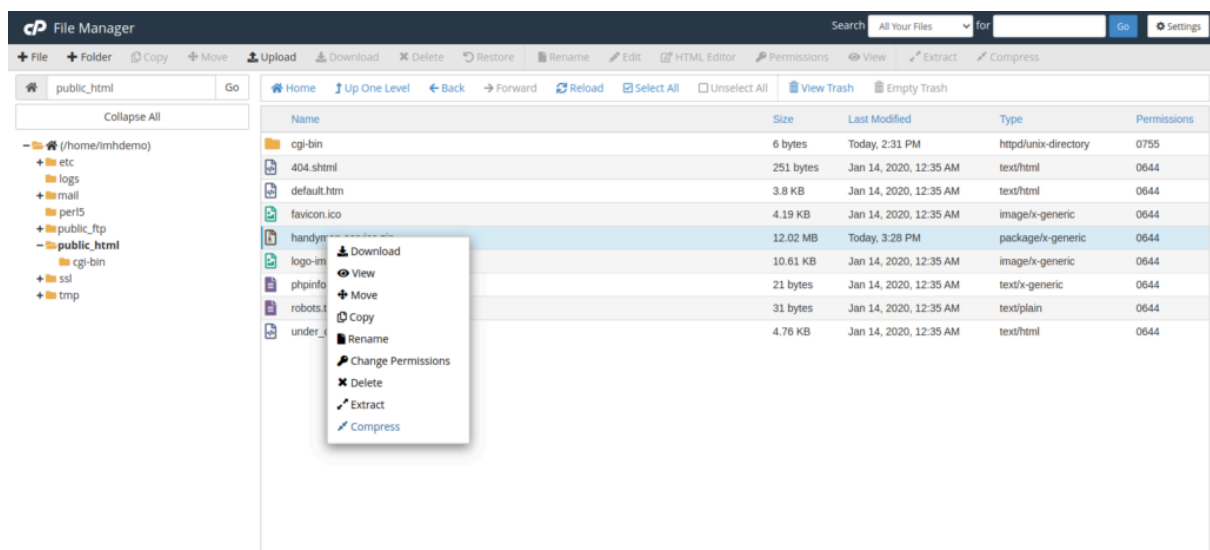 cP File Manager Search All Your Files for Go Settings
+ File + Folder Copy Move Upload Download Delete Restore Rename Edit HTML Editor Permissions View Extract Compress
public_html Go Home Up One Level Back Forward Reload Select All Unselect All View Trash Empty Trash
Collapse All
(/home/imhdemo)
etc
logs
mail
perl5
public_ftp
public_html
cgi-bin
ssl
tmp
Name Size Last Modified Type Permissions
cgi-bin 6 bytes Today, 2:31 PM httpd/unix-directory 0755
404.shtml 251 bytes Jan 14, 2020, 12:35 AM text/html 0644
default.htm 3.8 KB Jan 14, 2020, 12:35 AM text/html 0644
favicon.ico 4.19 KB Jan 14, 2020, 12:35 AM image/x-generic 0644
12.02 MB Today, 3:28 PM package/x-generic 0644
logo-im 10.61 KB Jan 14, 2020, 12:35 AM image/x-generic 0644
phpinfo 21 bytes Jan 14, 2020, 12:35 AM text/x-generic 0644
robots.t 31 bytes Jan 14, 2020, 12:35 AM text/plain 0644
under_ 4.76 KB Jan 14, 2020, 12:35 AM text/html 0644
Download
View
Move
Copy
Rename
Change Permissions
Delete
Extract
Compress